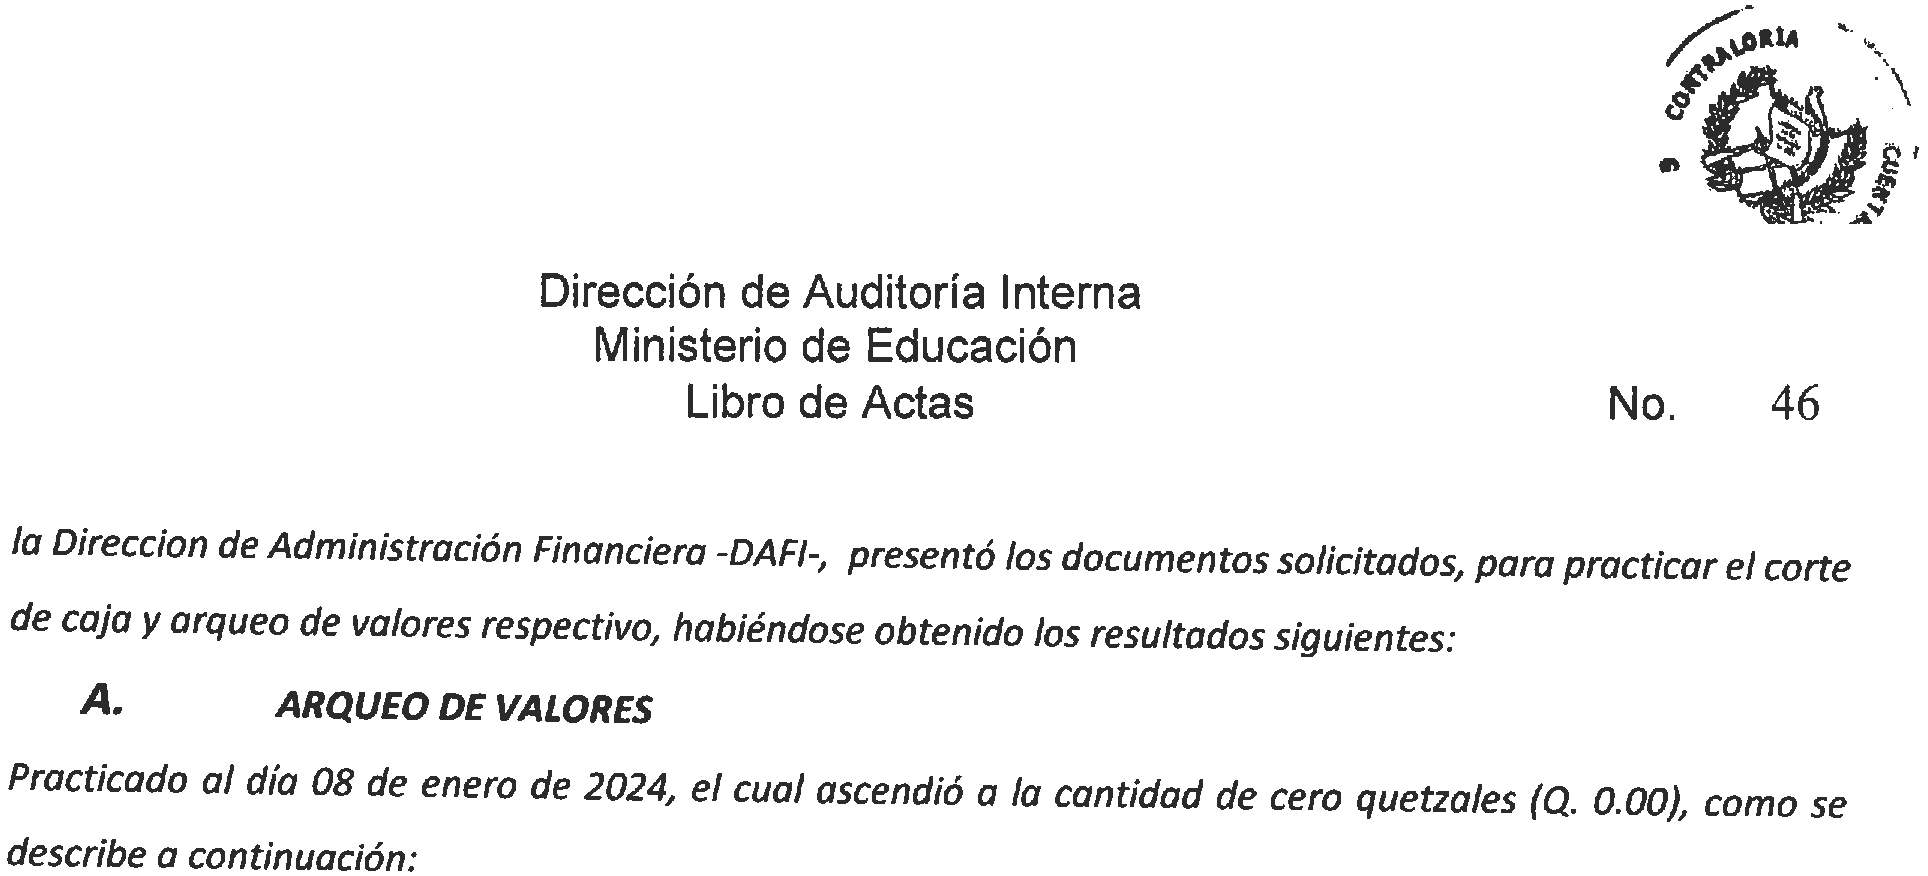 CONTRALORÍA
CUENTA
Dirección de Auditoría Interna
Ministerio de Educación
Libro de Actas
No. 46
la Direccion de Administración Financiera -DAFI-, presentó los documentos solicitados, para practicar el corte
de caja y arqueo de valores respectivo, habiéndose obtenido los resultados siguientes:
A. ARQUEO DE VALORES
Practicado al día 08 de enero de 2024, el cual ascendió a la cantidad de cero quetzales (Q. 0.00), como se
describe a continuación: